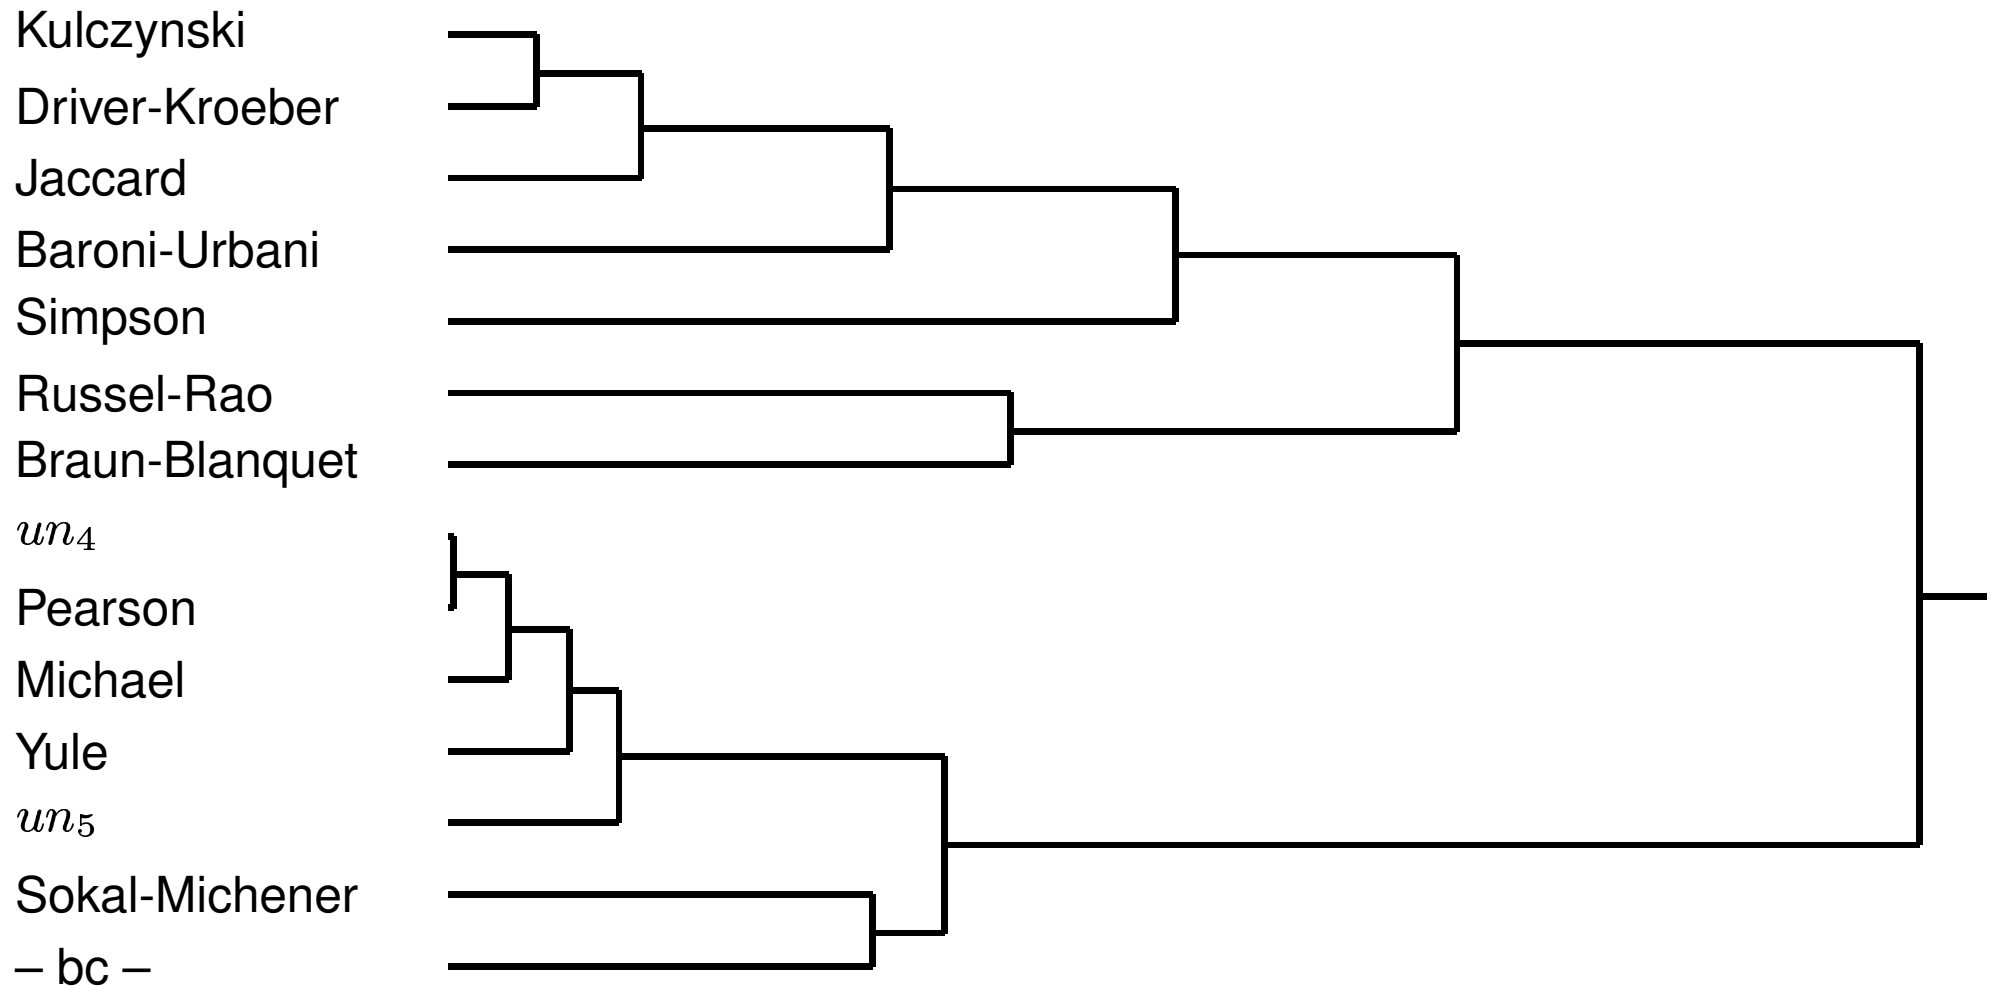 Kulczynski
Driver-Kroeber
Jaccard
Baroni-Urbani
Simpson
Russel-Rao
Braun-Blanquet
un₄
Pearson
Michael
Yule
un₅
Sokal-Michener
– bc –